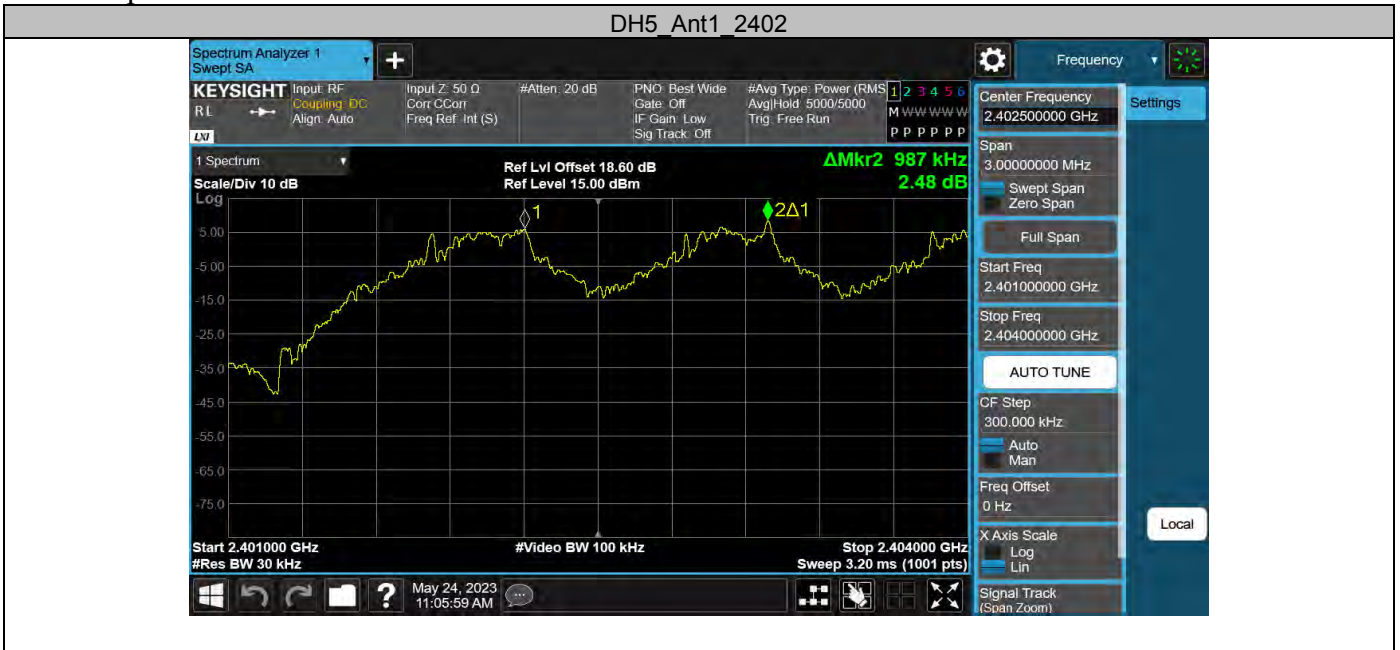 DH5_Ant1_2402
Spectrum Analyzer 1
Swept SA
+
Frequency
KEYSIGHT
RL
LXI
Input: RF
Coupling: DC
Align: Auto
Input Z: 50 Ω
Corr CCorr
Freq Ref: Int (S)
#Atten: 20 dB
PNO: Best Wide
Gate: Off
IF Gain: Low
Sig Track: Off
#Avg Type: Power (RMS
Avg|Hold: 5000/5000
Trig: Free Run
1 2 3 4 5 6
M W W W W W
P P P P P P
1 Spectrum
Scale/Div 10 dB
Log
Ref Lvl Offset 18.60 dB
Ref Level 15.00 dBm
ΔMkr2 987 kHz
2.48 dB
1
2Δ1
5.00
-5.00
-15.0
-25.0
-35.0
-45.0
-55.0
-65.0
-75.0
Start 2.401000 GHz
#Res BW 30 kHz
#Video BW 100 kHz
Stop 2.404000 GHz
Sweep 3.20 ms (1001 pts)
Center Frequency
2.402500000 GHz
Span
3.00000000 MHz
Swept Span
Zero Span
Full Span
Start Freq
2.401000000 GHz
Stop Freq
2.404000000 GHz
AUTO TUNE
CF Step
300.000 kHz
Auto
Man
Freq Offset
0 Hz
X Axis Scale
Log
Lin
Signal Track
(Span Zoom)
Settings
Local
?
May 24, 2023
11:05:59 AM